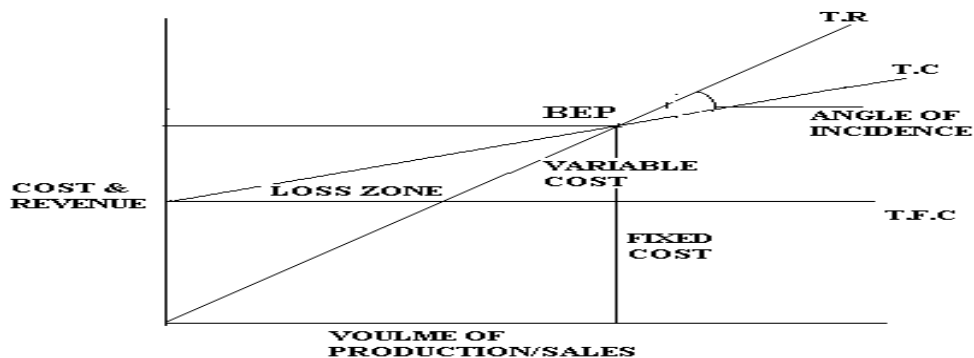 T.R
T.C
BEP
ANGLE OF
INCIDENCE
VARIABLE
COST
COST &
REVENUE
LOSS ZONE
T.F.C
FIXED
COST
VOULME OF
PRODUCTION/SALES